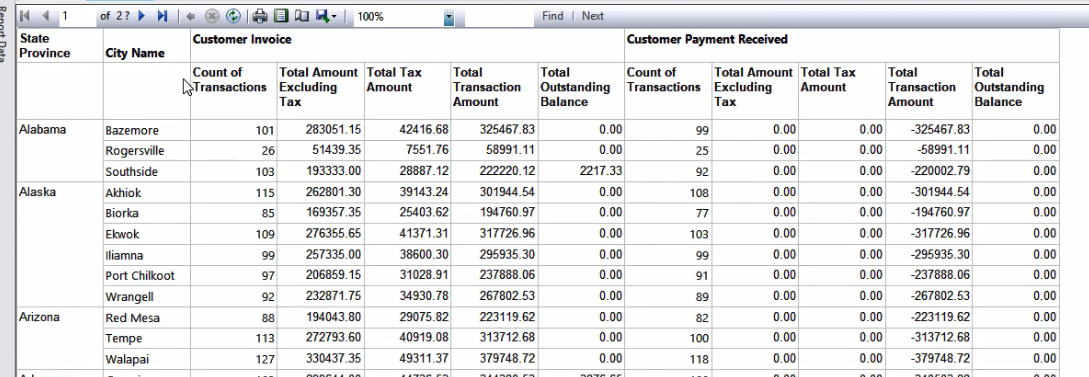 Report Data
1 of 2? 100% Find | Next
State Province City Name Customer Invoice Customer Payment Received
Count of Transactions Total Amount Excluding Tax Total Tax Amount Total Transaction Amount Total Outstanding Balance Count of Transactions Total Amount Excluding Tax Total Tax Amount Total Transaction Amount Total Outstanding Balance
Alabama Bazemore 101 283051.15 42416.68 325467.83 0.00 99 0.00 0.00 -325467.83 0.00
Rogersville 26 51439.35 7551.76 58991.11 0.00 25 0.00 0.00 -58991.11 0.00
Southside 103 193333.00 28887.12 222220.12 2217.33 92 0.00 0.00 -220002.79 0.00
Alaska Akhiok 115 262801.30 39143.24 301944.54 0.00 108 0.00 0.00 -301944.54 0.00
Biorka 85 169357.35 25403.62 194760.97 0.00 77 0.00 0.00 -194760.97 0.00
Ekwok 109 276355.65 41371.31 317726.96 0.00 103 0.00 0.00 -317726.96 0.00
Iliamna 99 257335.00 38600.30 295935.30 0.00 99 0.00 0.00 -295935.30 0.00
Port Chilkoot 97 206859.15 31028.91 237888.06 0.00 91 0.00 0.00 -237888.06 0.00
Wrangell 92 232871.75 34930.78 267802.53 0.00 89 0.00 0.00 -267802.53 0.00
Arizona Red Mesa 88 194043.80 29075.82 223119.62 0.00 82 0.00 0.00 -223119.62 0.00
Tempe 113 272793.60 40919.08 313712.68 0.00 100 0.00 0.00 -313712.68 0.00
Walapai 127 330437.35 49311.37 379748.72 0.00 118 0.00 0.00 -379748.72 0.00